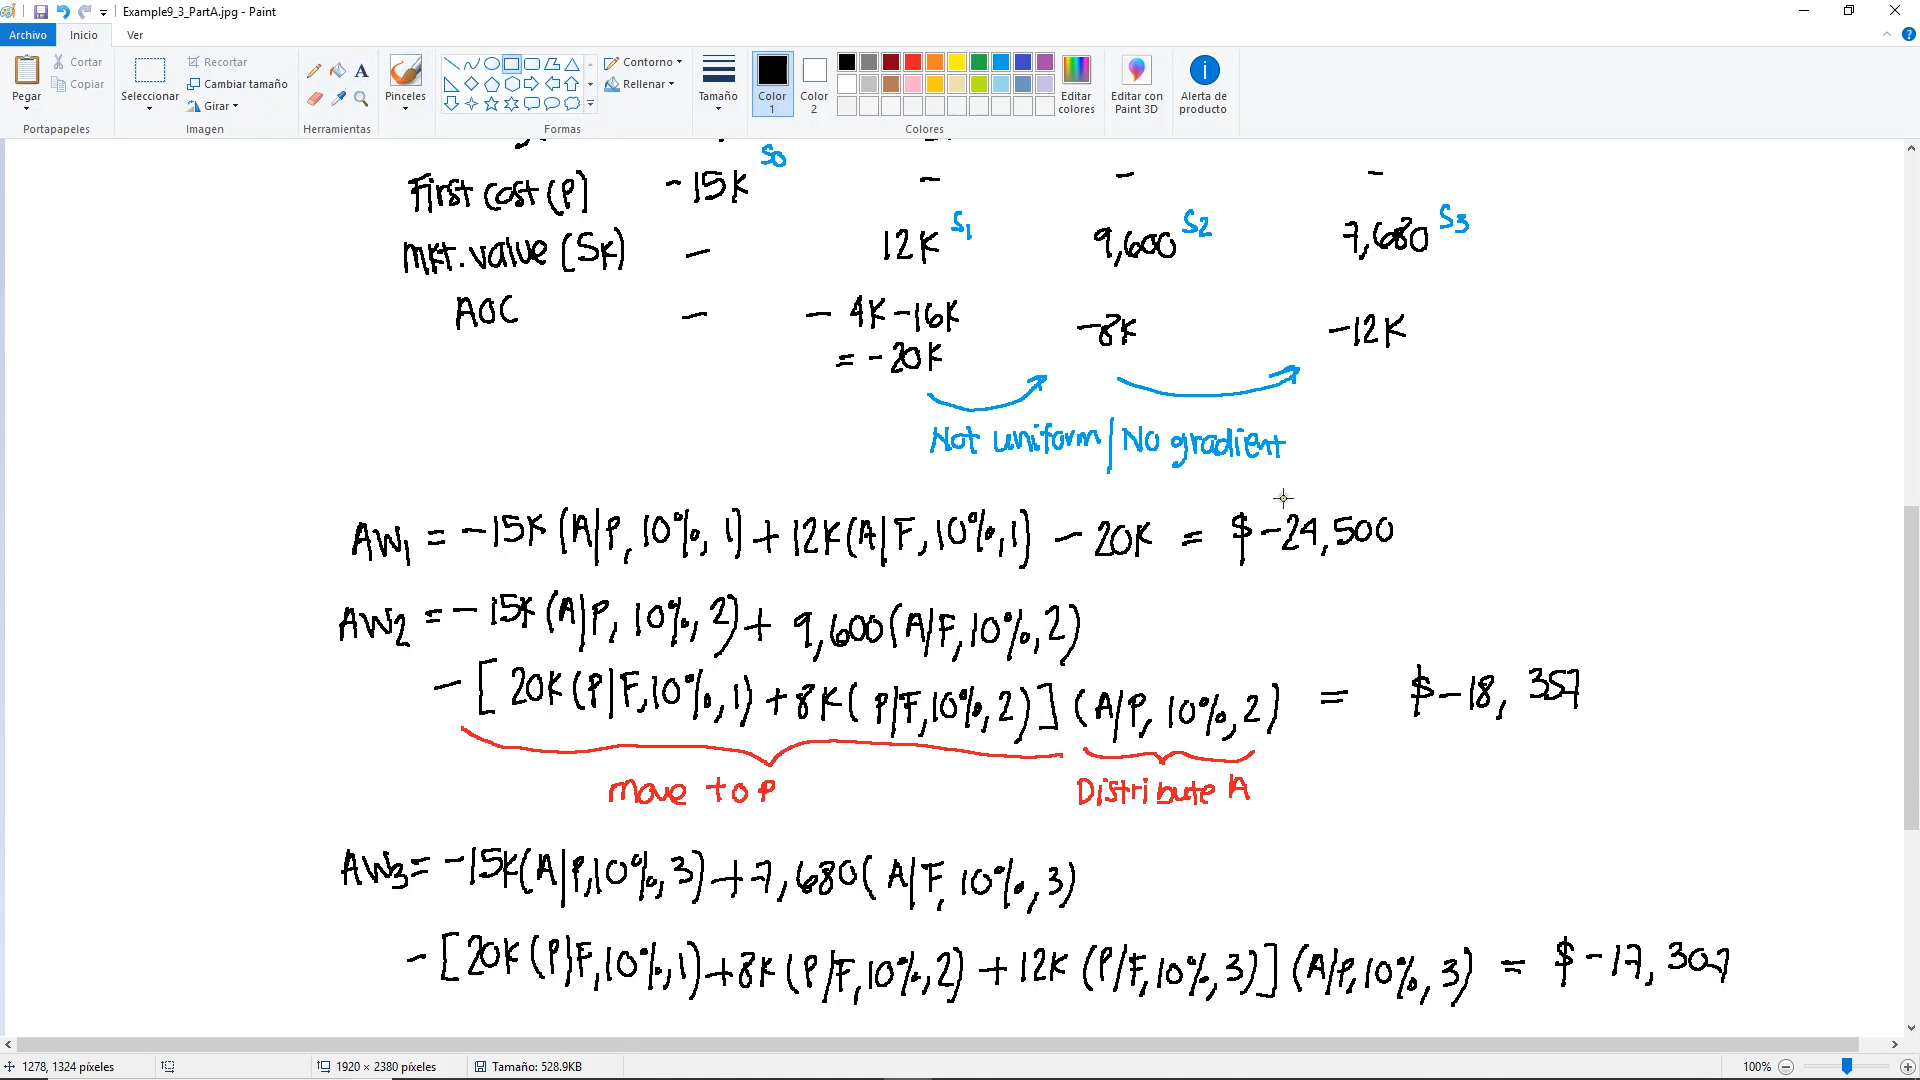 Example9_3_PartA.jpg - Paint
Archivo Inicio Ver
Pegar Cortar Copiar Portapapeles
Seleccionar Recortar Cambiar tamaño Girar Imagen
Herramientas
Pinceles
Contorno Rellenar Formas
Tamaño
Color 1 Color 2 Colores
Editar colores
Editar con Paint 3D
Alerta de producto
First cost (P) -15K S0 - - -
Mkt. value (SK) - 12K S1 9,600 S2 7,680 S3
AOC - - 4K -16K -8K -12K
= -20K
Not uniform | No gradient
AW1 = -15K (A|P, 10%, 1) + 12K (A|F, 10%, 1) - 20K = $ -24,500
AW2 = - 15K (A|P, 10%, 2) + 9,600 (A|F, 10%, 2)
- [20K (P|F, 10%, 1) + 8K (P|F, 10%, 2)] (A|P, 10%, 2) = $ -18, 357
Move to P Distribute A
AW3 = -15K (A|P, 10%, 3) + 7,680 (A|F, 10%, 3)
- [20K (P|F, 10%, 1) + 8K (P|F, 10%, 2) + 12K (P|F, 10%, 3)] (A|P, 10%, 3) = $ -17, 307
1278, 1324 píxeles 1920 × 2380 píxeles Tamaño: 528.9KB 100%